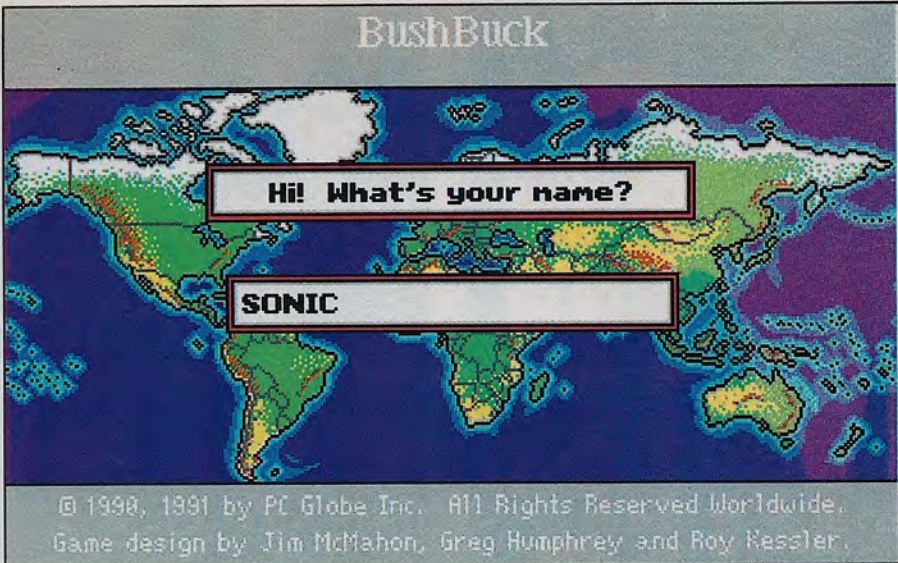 BushBuck
Hi! What's your name?
SONIC
© 1990, 1991 by PC Globe Inc. All Rights Reserved Worldwide.
Game design by Jim McMahon, Greg Humphrey and Roy Kessler.